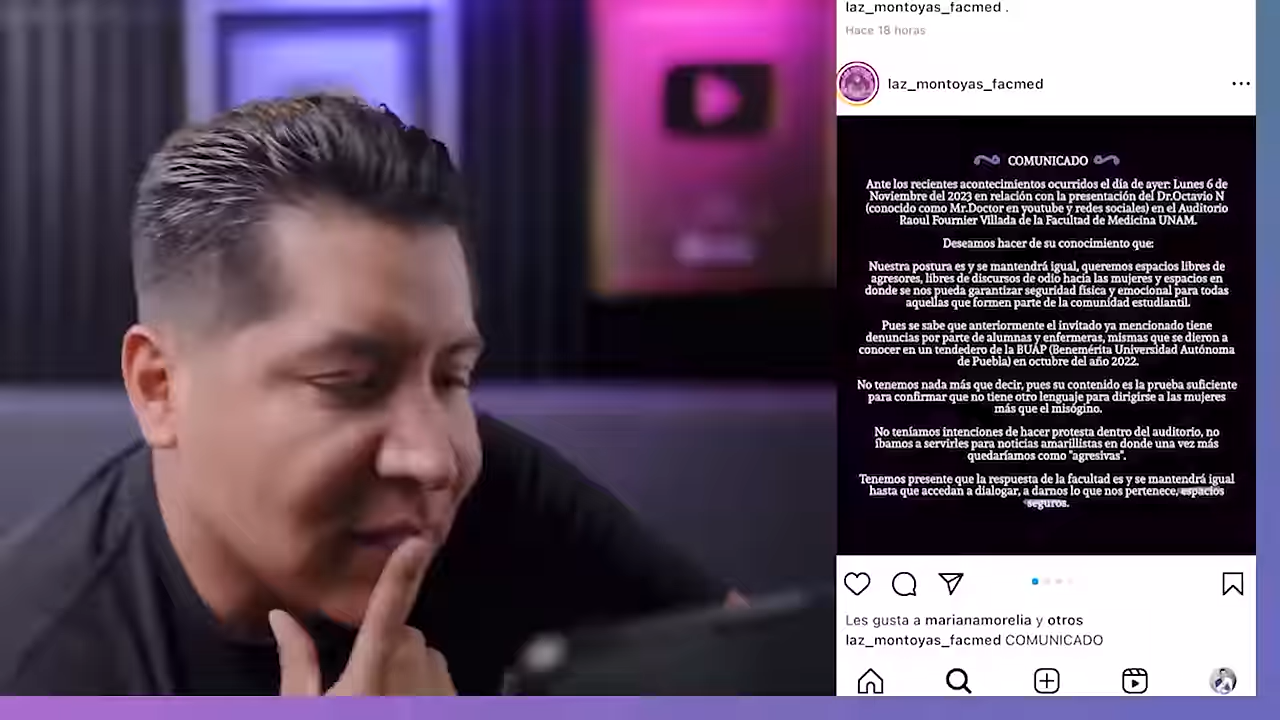 laz_montoyas_facmed .
Hace 18 horas
laz_montoyas_facmed
COMUNICADO
Ante los recientes acontecimientos ocurridos el día de ayer: Lunes 6 de
Noviembre del 2023 en relación con la presentación del Dr.Octavio N
(conocido como Mr.Doctor en youtube y redes sociales) en el Auditorio
Raoul Fournier Villada de la Facultad de Medicina UNAM.
Deseamos hacer de su conocimiento que:
Nuestra postura es y se mantendrá igual, queremos espacios libres de
agresores, libres de discursos de odio hacia las mujeres y espacios en
donde se nos pueda garantizar seguridad física y emocional para todas
aquellas que formen parte de la comunidad estudiantil.
Pues se sabe que anteriormente el invitado ya mencionado tiene
denuncias por parte de alumnas y enfermeras, mismas que se dieron a
conocer en un tendedero de la BUAP (Benemérita Universidad Autónoma
de Puebla) en octubre del año 2022.
No tenemos nada más que decir, pues su contenido es la prueba suficiente
para confirmar que no tiene otro lenguaje para dirigirse a las mujeres
más que el misógino.
No teníamos intenciones de hacer protesta dentro del auditorio, no
íbamos a servirles para noticias amarillistas en donde una vez más
quedaríamos como "agresivas".
Tenemos presente que la respuesta de la facultad es y se mantendrá igual
hasta que accedan a dialogar, a darnos lo que nos pertenece, espacios
seguros.
Les gusta a marianamorelia y otros
laz_montoyas_facmed COMUNICADO